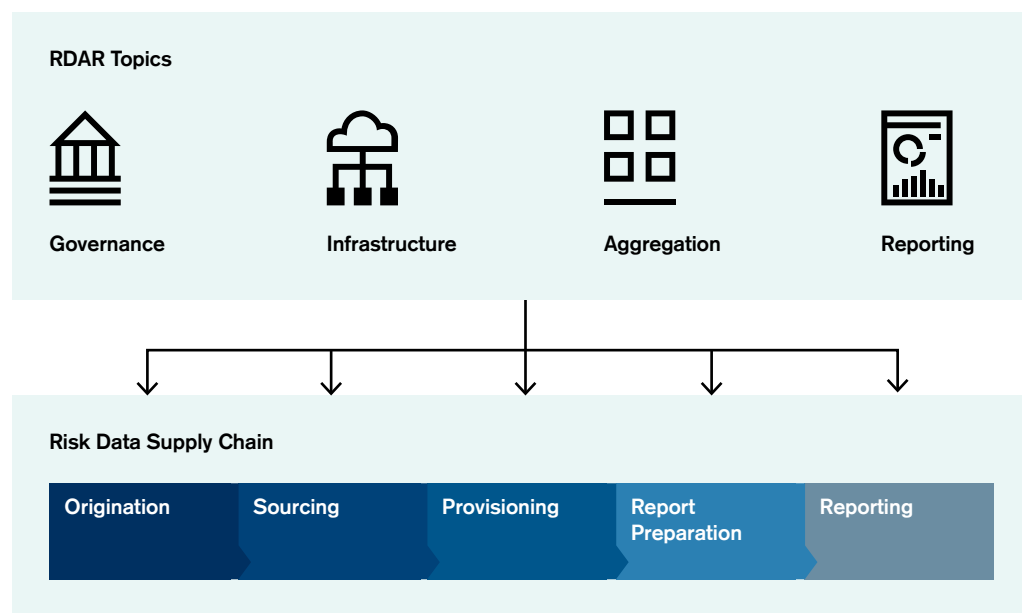 RDAR Topics
Governance
Infrastructure
Aggregation
Reporting
Risk Data Supply Chain
Origination
Sourcing
Provisioning
Report
Preparation
Reporting